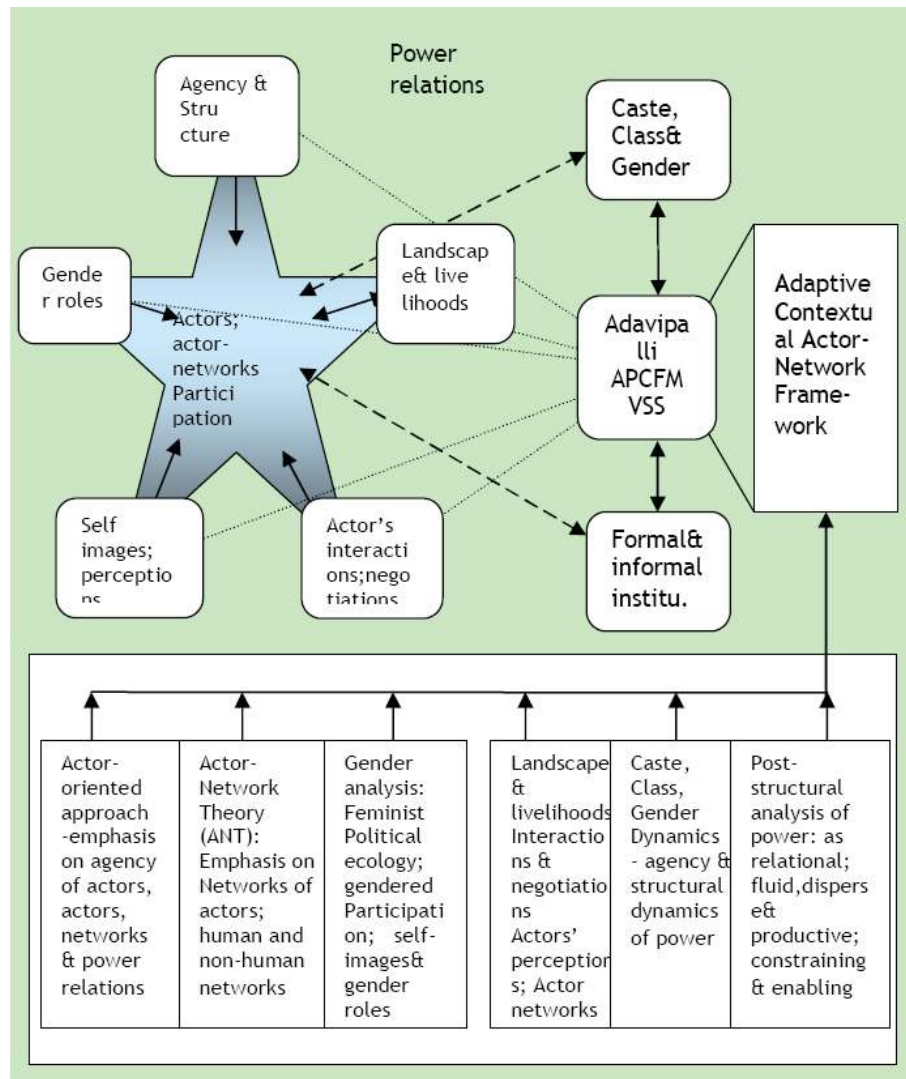 Power
relations
Agency &
Stru
cture
Caste,
Class&
Gender
Gende
r roles
Landscap
e& live
lihoods
Actors;
actor-
networks
Partici
pation
Adavipa
lli
APCFM
VSS
Adaptive
Contextu
al Actor-
Network
Frame-
work
Self
images;
perceptio
ns
Actor's
interacti
ons;nego
tiations
Formal&
informal
institu.
Actor-
oriented
approach
-emphasis
on agency
of actors,
actors,
networks
& power
relations
Actor-
Network
Theory
(ANT):
Emphasis on
Networks of
actors;
human and
non-human
networks
Gender
analysis:
Feminist
Political
ecology;
gendered
Participati
on; self-
images&
gender
roles
Landscape
&
livelihoods
Interactio
ns &
negotiatio
ns
Actors'
perception
s; Actor
networks
Caste,
Class,
Gender
Dynamics
- agency &
structural
dynamics
of power
Post-
structural
analysis of
power: as
relational;
fluid,dispers
e&
productive;
constraining
& enabling